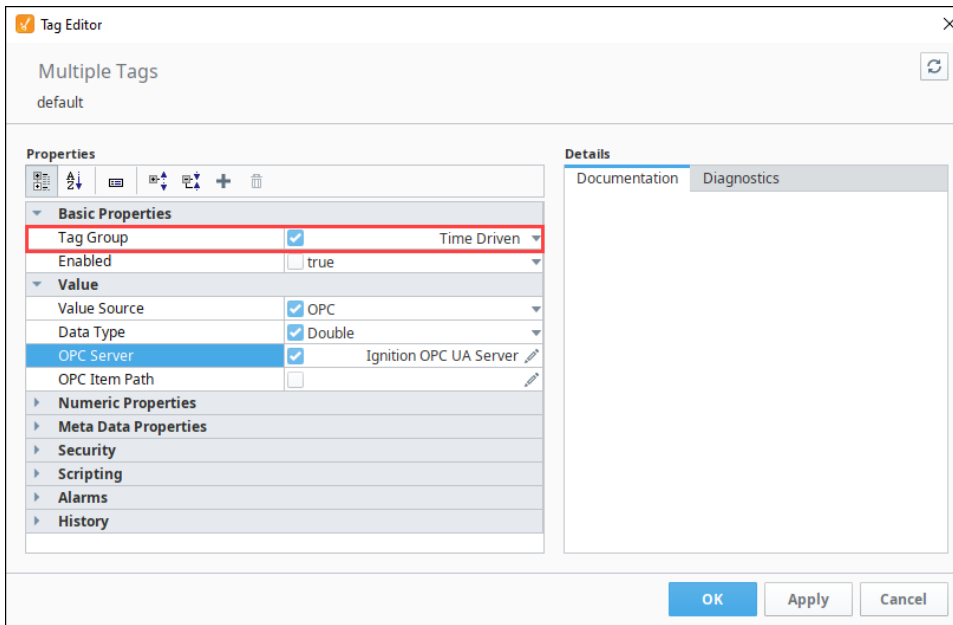 Tag Editor
Multiple Tags
default
Properties
Basic Properties
Tag Group Time Driven
Enabled true
Value
Value Source OPC
Data Type Double
OPC Server Ignition OPC UA Server
OPC Item Path
Numeric Properties
Meta Data Properties
Security
Scripting
Alarms
History
Details
Documentation Diagnostics
OK Apply Cancel